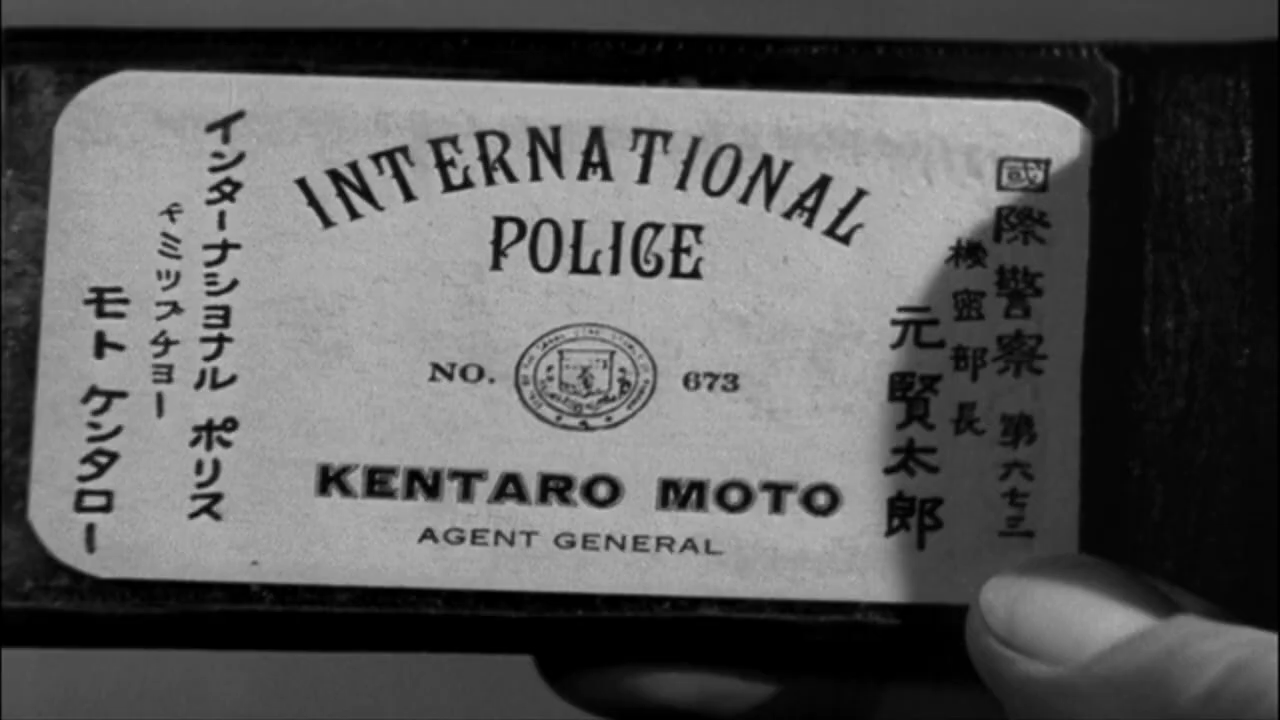 INTERNATIONAL
POLICE
NO. 673
KENTARO MOTO
AGENT GENERAL
國際警察 第六七三
機密部長
元賢太郎
インターナショナル ポリス
キミツブチョー
モト ケンタロー